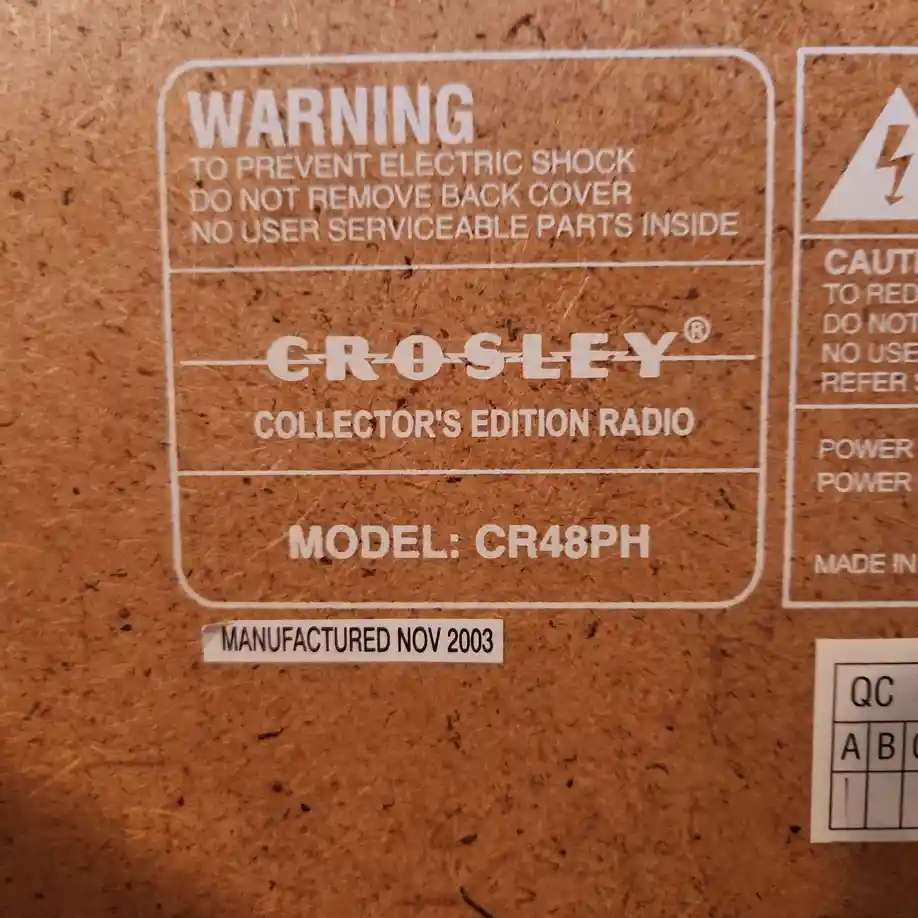 WARNING
TO PREVENT ELECTRIC SHOCK
DO NOT REMOVE BACK COVER
NO USER SERVICEABLE PARTS INSIDE
CROSLEY®
COLLECTOR'S EDITION RADIO
MODEL: CR48PH
MANUFACTURED NOV 2003
CAUTI
TO RED
DO NOT
NO USE
REFER
POWER
POWER
MADE IN
QC
A B